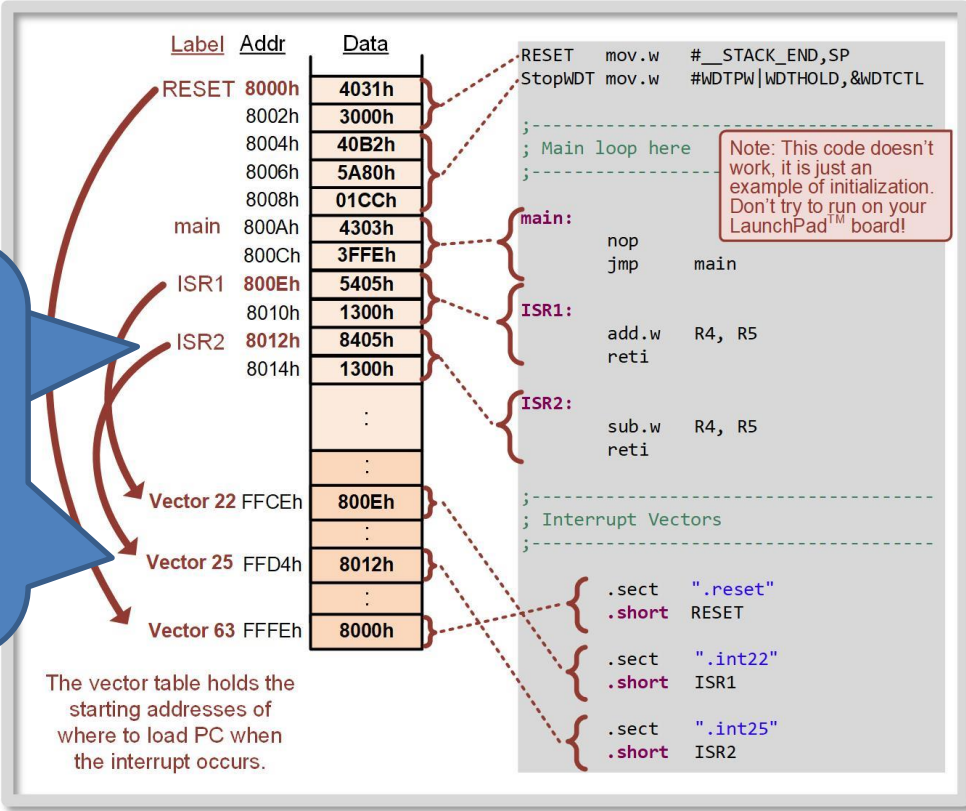 Label Addr Data
RESET 8000h 4031h
8002h 3000h
8004h 40B2h
8006h 5A80h
8008h 01CCh
main 800Ah 4303h
800Ch 3FFEh
ISR1 800Eh 5405h
8010h 1300h
ISR2 8012h 8405h
8014h 1300h
:
:
Vector 22 FFCEh 800Eh
:
Vector 25 FFD4h 8012h
:
Vector 63 FFFEh 8000h
The vector table holds the
starting addresses of
where to load PC when
the interrupt occurs.
RESET mov.w #__STACK_END,SP
StopWDT mov.w #WDTPW|WDTHOLD,&WDTCTL
;-------------------------------------------
; Main loop here
;-------------------
Note: This code doesn't
work, it is just an
example of initialization.
Don't try to run on your
LaunchPad™ board!
main:
nop
jmp main
ISR1:
add.w R4, R5
reti
ISR2:
sub.w R4, R5
reti
;-------------------------------------------
; Interrupt Vectors
;-------------------------------------------
.sect ".reset"
.short RESET
.sect ".int22"
.short ISR1
.sect ".int25"
.short ISR2